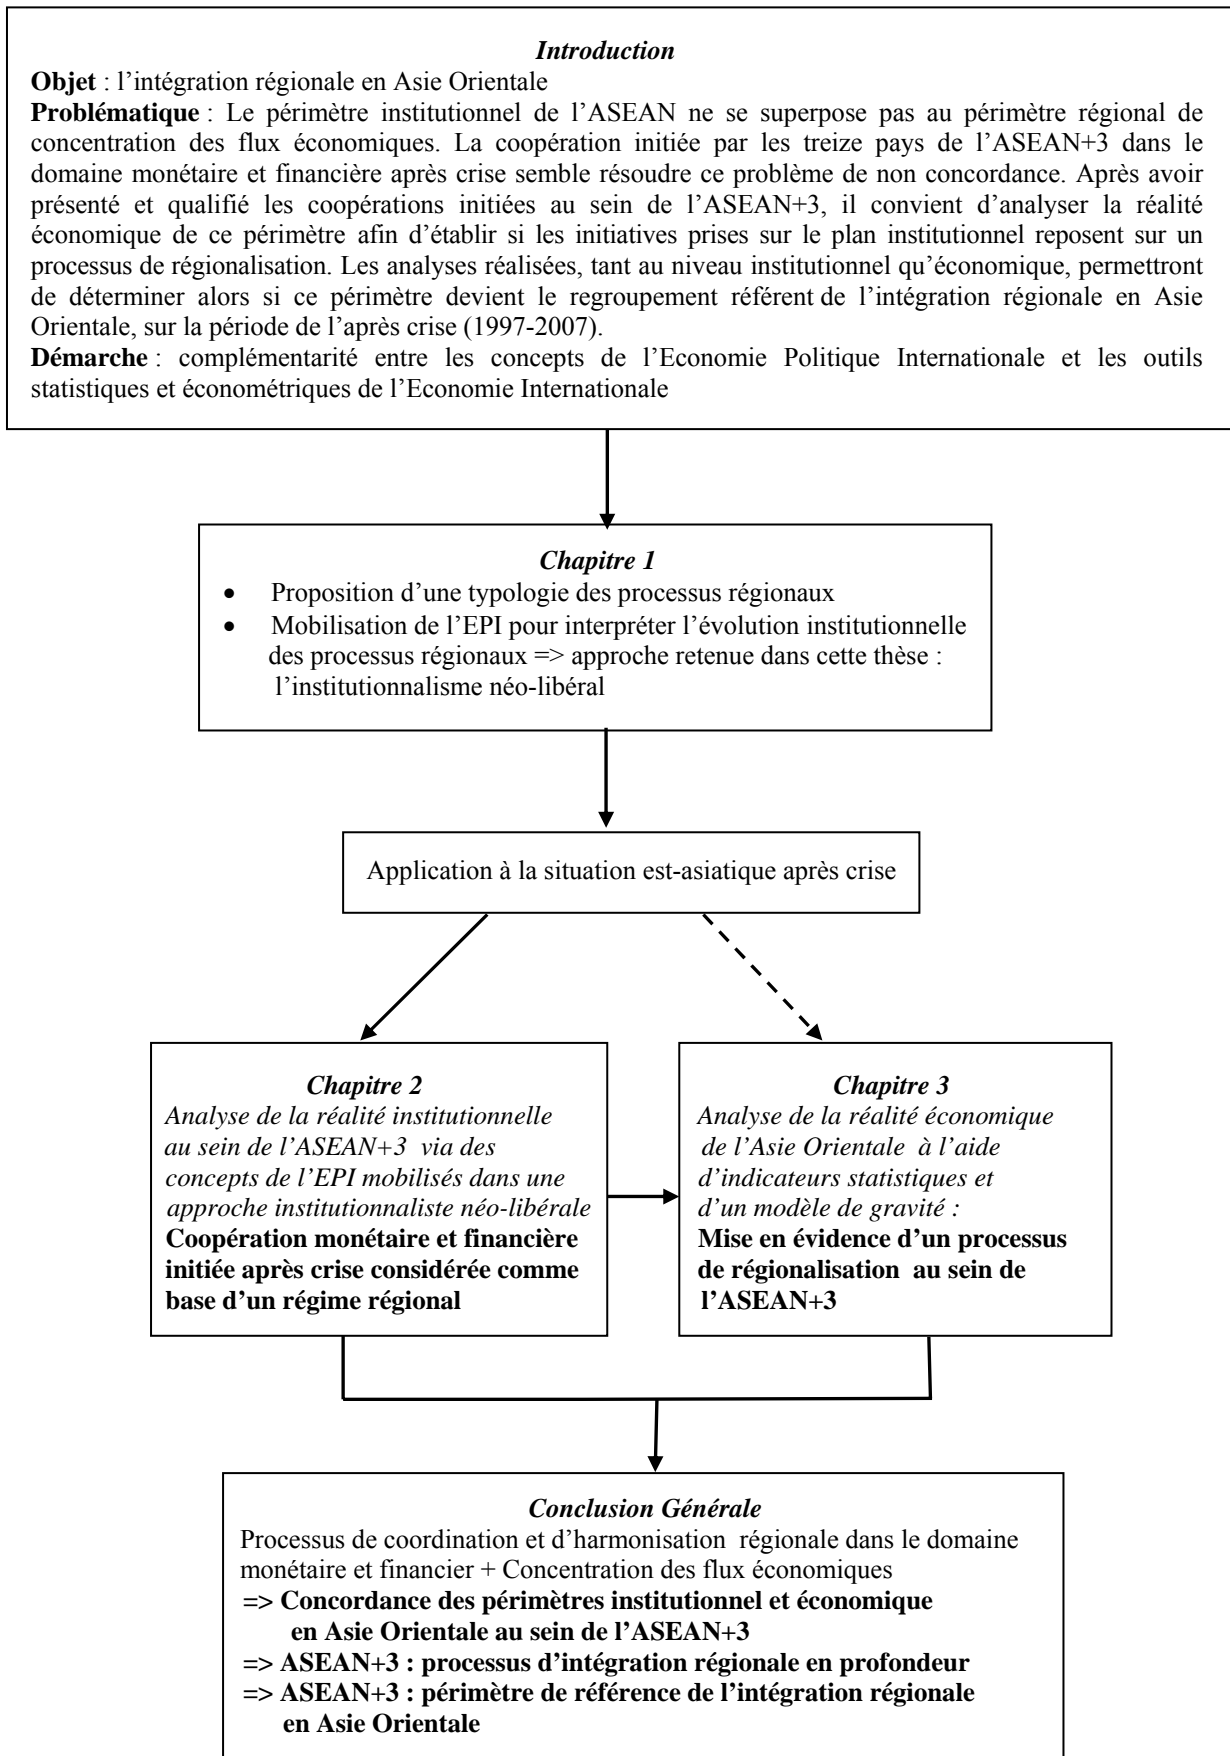 Introduction
Objet : l’intégration régionale en Asie Orientale
Problématique : Le périmètre institutionnel de l’ASEAN ne se superpose pas au périmètre régional de
concentration des flux économiques. La coopération initiée par les treize pays de l’ASEAN+3 dans le
domaine monétaire et financière après crise semble résoudre ce problème de non concordance. Après avoir
présenté et qualifié les coopérations initiées au sein de l’ASEAN+3, il convient d’analyser la réalité
économique de ce périmètre afin d’établir si les initiatives prises sur le plan institutionnel reposent sur un
processus de régionalisation. Les analyses réalisées, tant au niveau institutionnel qu’économique, permettront
de déterminer alors si ce périmètre devient le regroupement référent de l’intégration régionale en Asie
Orientale, sur la période de l’après crise (1997-2007).
Démarche : complémentarité entre les concepts de l’Economie Politique Internationale et les outils
statistiques et économétriques de l’Economie Internationale
Chapitre 1
• Proposition d’une typologie des processus régionaux
• Mobilisation de l’EPI pour interpréter l’évolution institutionnelle
des processus régionaux => approche retenue dans cette thèse :
l’institutionnalisme néo-libéral
Application à la situation est-asiatique après crise
Chapitre 2
Analyse de la réalité institutionnelle
au sein de l’ASEAN+3 via des
concepts de l’EPI mobilisés dans une
approche institutionnaliste néo-libérale
Coopération monétaire et financière
initiée après crise considérée comme
base d’un régime régional
Chapitre 3
Analyse de la réalité économique
de l’Asie Orientale à l’aide
d’indicateurs statistiques et
d’un modèle de gravité :
Mise en évidence d’un processus
de régionalisation au sein de
l’ASEAN+3
Conclusion Générale
Processus de coordination et d’harmonisation régionale dans le domaine
monétaire et financier + Concentration des flux économiques
=> Concordance des périmètres institutionnel et économique
en Asie Orientale au sein de l’ASEAN+3
=> ASEAN+3 : processus d’intégration régionale en profondeur
=> ASEAN+3 : périmètre de référence de l’intégration régionale
en Asie Orientale